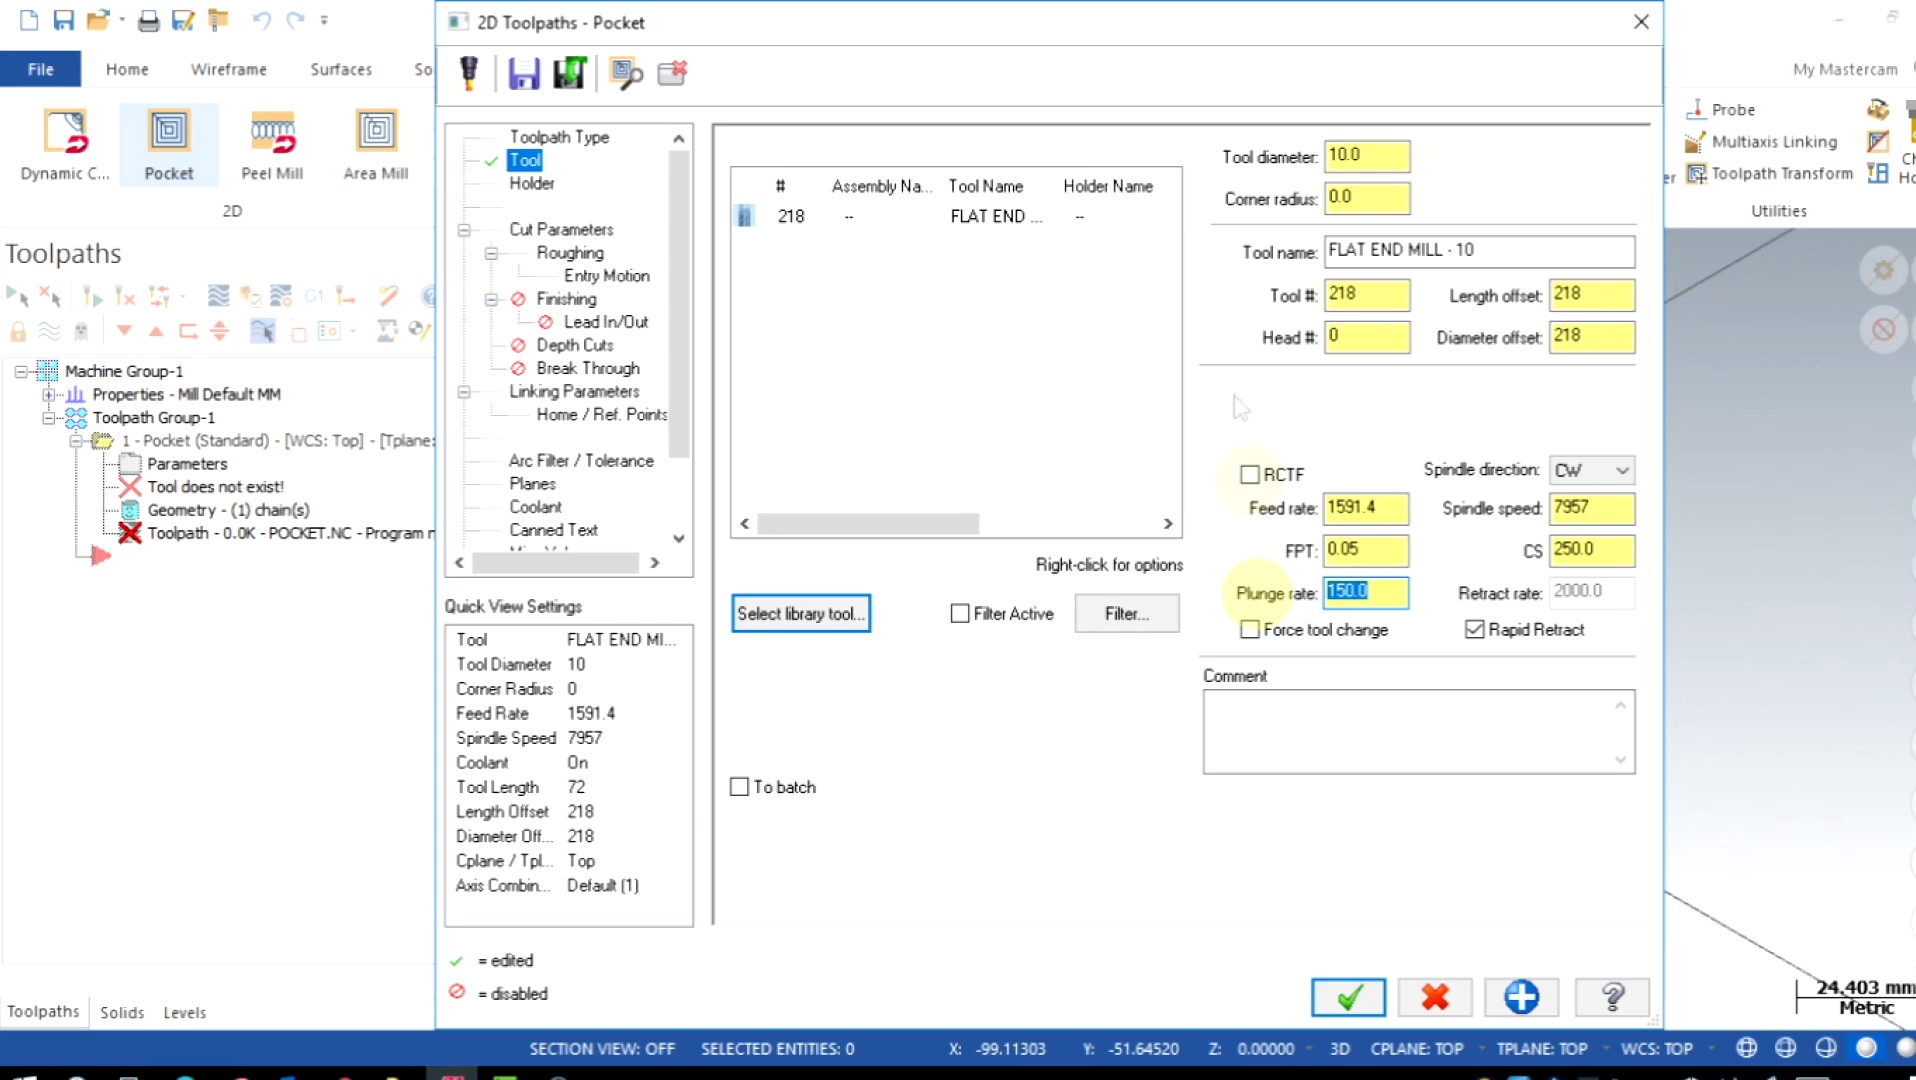 2D Toolpaths - Pocket
File Home Wireframe Surfaces So
My Mastercam
Dynamic C... Pocket Peel Mill Area Mill
2D
Probe
Multiaxis Linking
Toolpath Transform
Utilities
Toolpaths
G1
Machine Group-1
Properties - Mill Default MM
Toolpath Group-1
1 - Pocket (Standard) - [WCS: Top] - [Tplane:
Parameters
Tool does not exist!
Geometry - (1) chain(s)
Toolpath - 0.0K - POCKET.NC - Program n
Toolpaths Solids Levels
Toolpath Type
Tool
Holder
Cut Parameters
Roughing
Entry Motion
Finishing
Lead In/Out
Depth Cuts
Break Through
Linking Parameters
Home / Ref. Points
Arc Filter / Tolerance
Planes
Coolant
Canned Text
Quick View Settings
Tool FLAT END MI...
Tool Diameter 10
Corner Radius 0
Feed Rate 1591.4
Spindle Speed 7957
Coolant On
Tool Length 72
Length Offset 218
Diameter Off... 218
Cplane / Tpl... Top
Axis Combin... Default (1)
= edited
= disabled
# Assembly Na... Tool Name Holder Name
218 -- FLAT END ... --
Right-click for options
Select library tool... Filter Active Filter...
To batch
Tool diameter: 10.0
Corner radius: 0.0
Tool name: FLAT END MILL - 10
Tool #: 218 Length offset: 218
Head #: 0 Diameter offset: 218
RCTF Spindle direction: CW
Feed rate: 1591.4 Spindle speed: 7957
FPT: 0.05 CS 250.0
Plunge rate: 150.0 Retract rate: 2000.0
Force tool change Rapid Retract
Comment
24.403 mm
Metric
SECTION VIEW: OFF SELECTED ENTITIES: 0 X: -99.11303 Y: -51.64520 Z: 0.00000 3D CPLANE: TOP TPLANE: TOP WCS: TOP